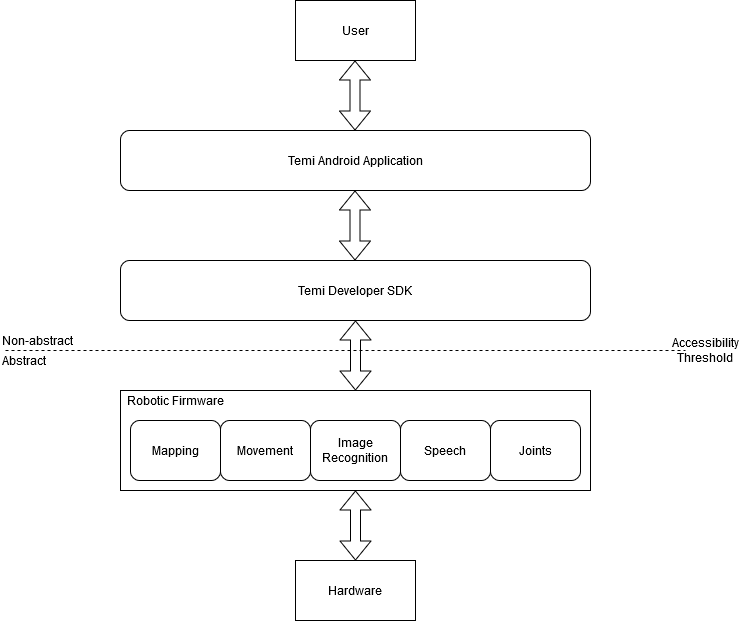 User
Temi Android Application
Temi Developer SDK
Non-abstract
Accessibility
Threshold
Abstract
Robotic Firmware
Mapping
Movement
Image
Recognition
Speech
Joints
Hardware